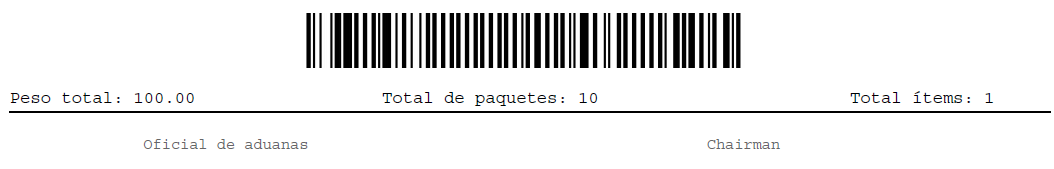 Peso total: 100.00 Total de paquetes: 10 Total ítems: 1
Oficial de aduanas Chairman